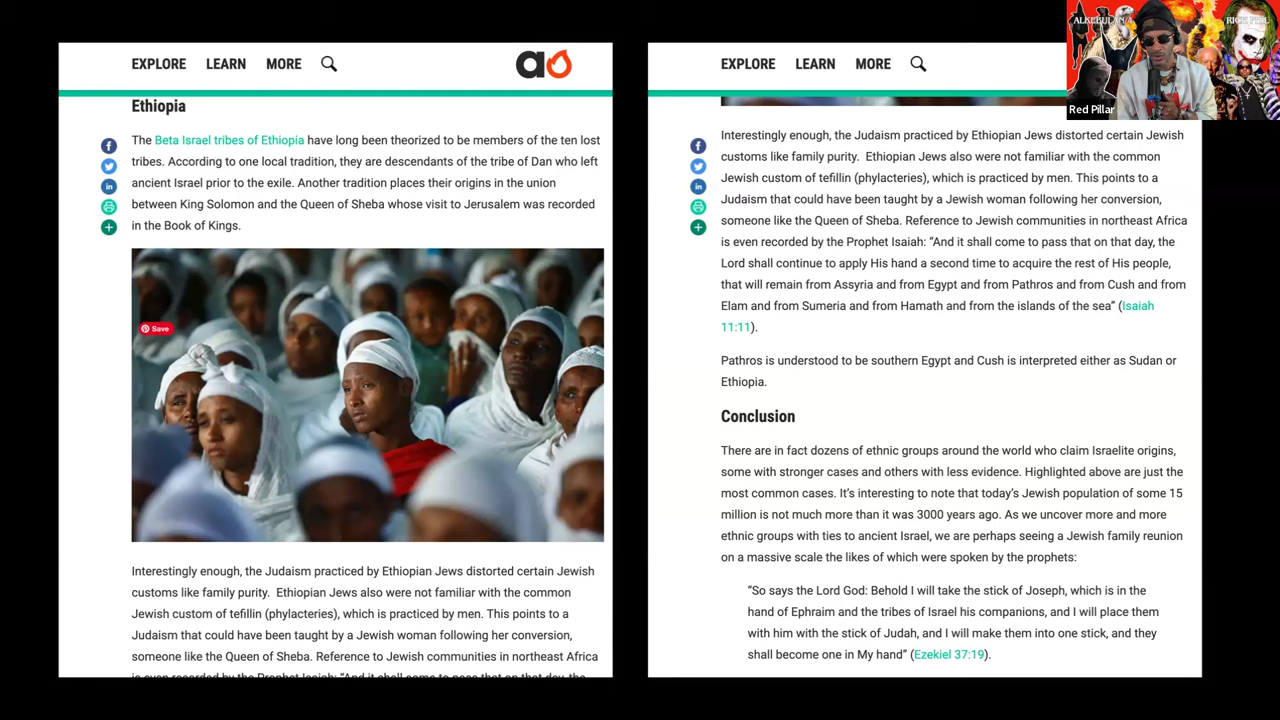 EXPLORE LEARN MORE
ao
Ethiopia
The Beta Israel tribes of Ethiopia have long been theorized to be members of the ten lost
tribes. According to one local tradition, they are descendants of the tribe of Dan who left
ancient Israel prior to the exile. Another tradition places their origins in the union
between King Solomon and the Queen of Sheba whose visit to Jerusalem was recorded
in the Book of Kings.
Save
Interestingly enough, the Judaism practiced by Ethiopian Jews distorted certain Jewish
customs like family purity. Ethiopian Jews also were not familiar with the common
Jewish custom of tefillin (phylacteries), which is practiced by men. This points to a
Judaism that could have been taught by a Jewish woman following her conversion,
someone like the Queen of Sheba. Reference to Jewish communities in northeast Africa
is even recorded by the Prophet Isaiah: “And it shall come to pass that on that day, the
EXPLORE LEARN MORE
Interestingly enough, the Judaism practiced by Ethiopian Jews distorted certain Jewish
customs like family purity. Ethiopian Jews also were not familiar with the common
Jewish custom of tefillin (phylacteries), which is practiced by men. This points to a
Judaism that could have been taught by a Jewish woman following her conversion,
someone like the Queen of Sheba. Reference to Jewish communities in northeast Africa
is even recorded by the Prophet Isaiah: “And it shall come to pass that on that day, the
Lord shall continue to apply His hand a second time to acquire the rest of His people,
that will remain from Assyria and from Egypt and from Pathros and from Cush and from
Elam and from Sumeria and from Hamath and from the islands of the sea” (Isaiah
11:11).
Pathros is understood to be southern Egypt and Cush is interpreted either as Sudan or
Ethiopia.
Conclusion
There are in fact dozens of ethnic groups around the world who claim Israelite origins,
some with stronger cases and others with less evidence. Highlighted above are just the
most common cases. It’s interesting to note that today’s Jewish population of some 15
million is not much more than it was 3000 years ago. As we uncover more and more
ethnic groups with ties to ancient Israel, we are perhaps seeing a Jewish family reunion
on a massive scale the likes of which were spoken by the prophets:
“So says the Lord God: Behold I will take the stick of Joseph, which is in the
hand of Ephraim and the tribes of Israel his companions, and I will place them
with him with the stick of Judah, and I will make them into one stick, and they
shall become one in My hand” (Ezekiel 37:19).
Red Pillar